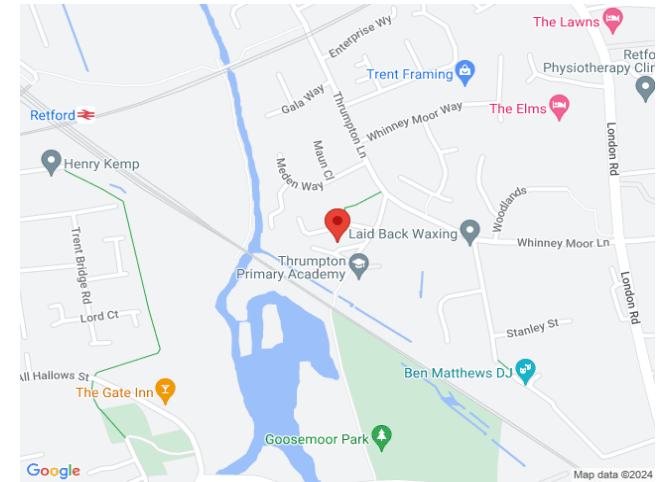 The Lawns
Enterprise Wy
Retfo
Physiotherapy Clin
Trent Framing
Gala Way
The Elms
Retford
Thrumpton Ln
Whinney Moor Way
London Rd
Maun Cl
Henry Kemp
Meden Way
Woodlands
Laid Back Waxing
Whinney Moor Ln
Trent Bridge Rd
Thrumpton
Primary Academy
London Rd
Lord Ct
Stanley St
All Hallows St
Ben Matthews DJ
The Gate Inn
Goosemoor Park
Google
Map data ©2024